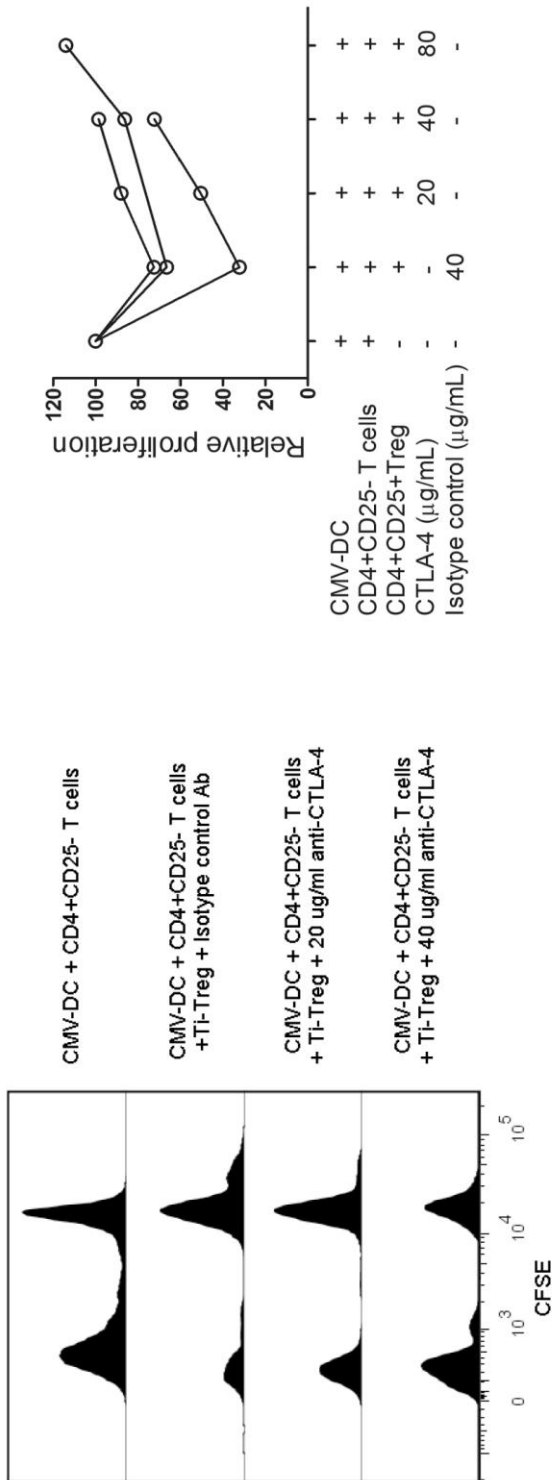 CMV-DC + CD4+CD25- T cells
CMV-DC + CD4+CD25- T cells
+Ti-Treg + Isotype control Ab
CMV-DC + CD4+CD25- T cells
+ Ti-Treg + 20 ug/ml anti-CTLA-4
CMV-DC + CD4+CD25- T cells
+ Ti-Treg + 40 ug/ml anti-CTLA-4
0 10^3 10^4 10^5
CFSE
Relative proliferation
120
100
80
60
40
20
0
CMV-DC + + + + +
CD4+CD25- T cells + + + + +
CD4+CD25+Treg - + + + +
CTLA-4 (µg/mL) - - 20 40 80
Isotype control (µg/mL) - 40 - - -